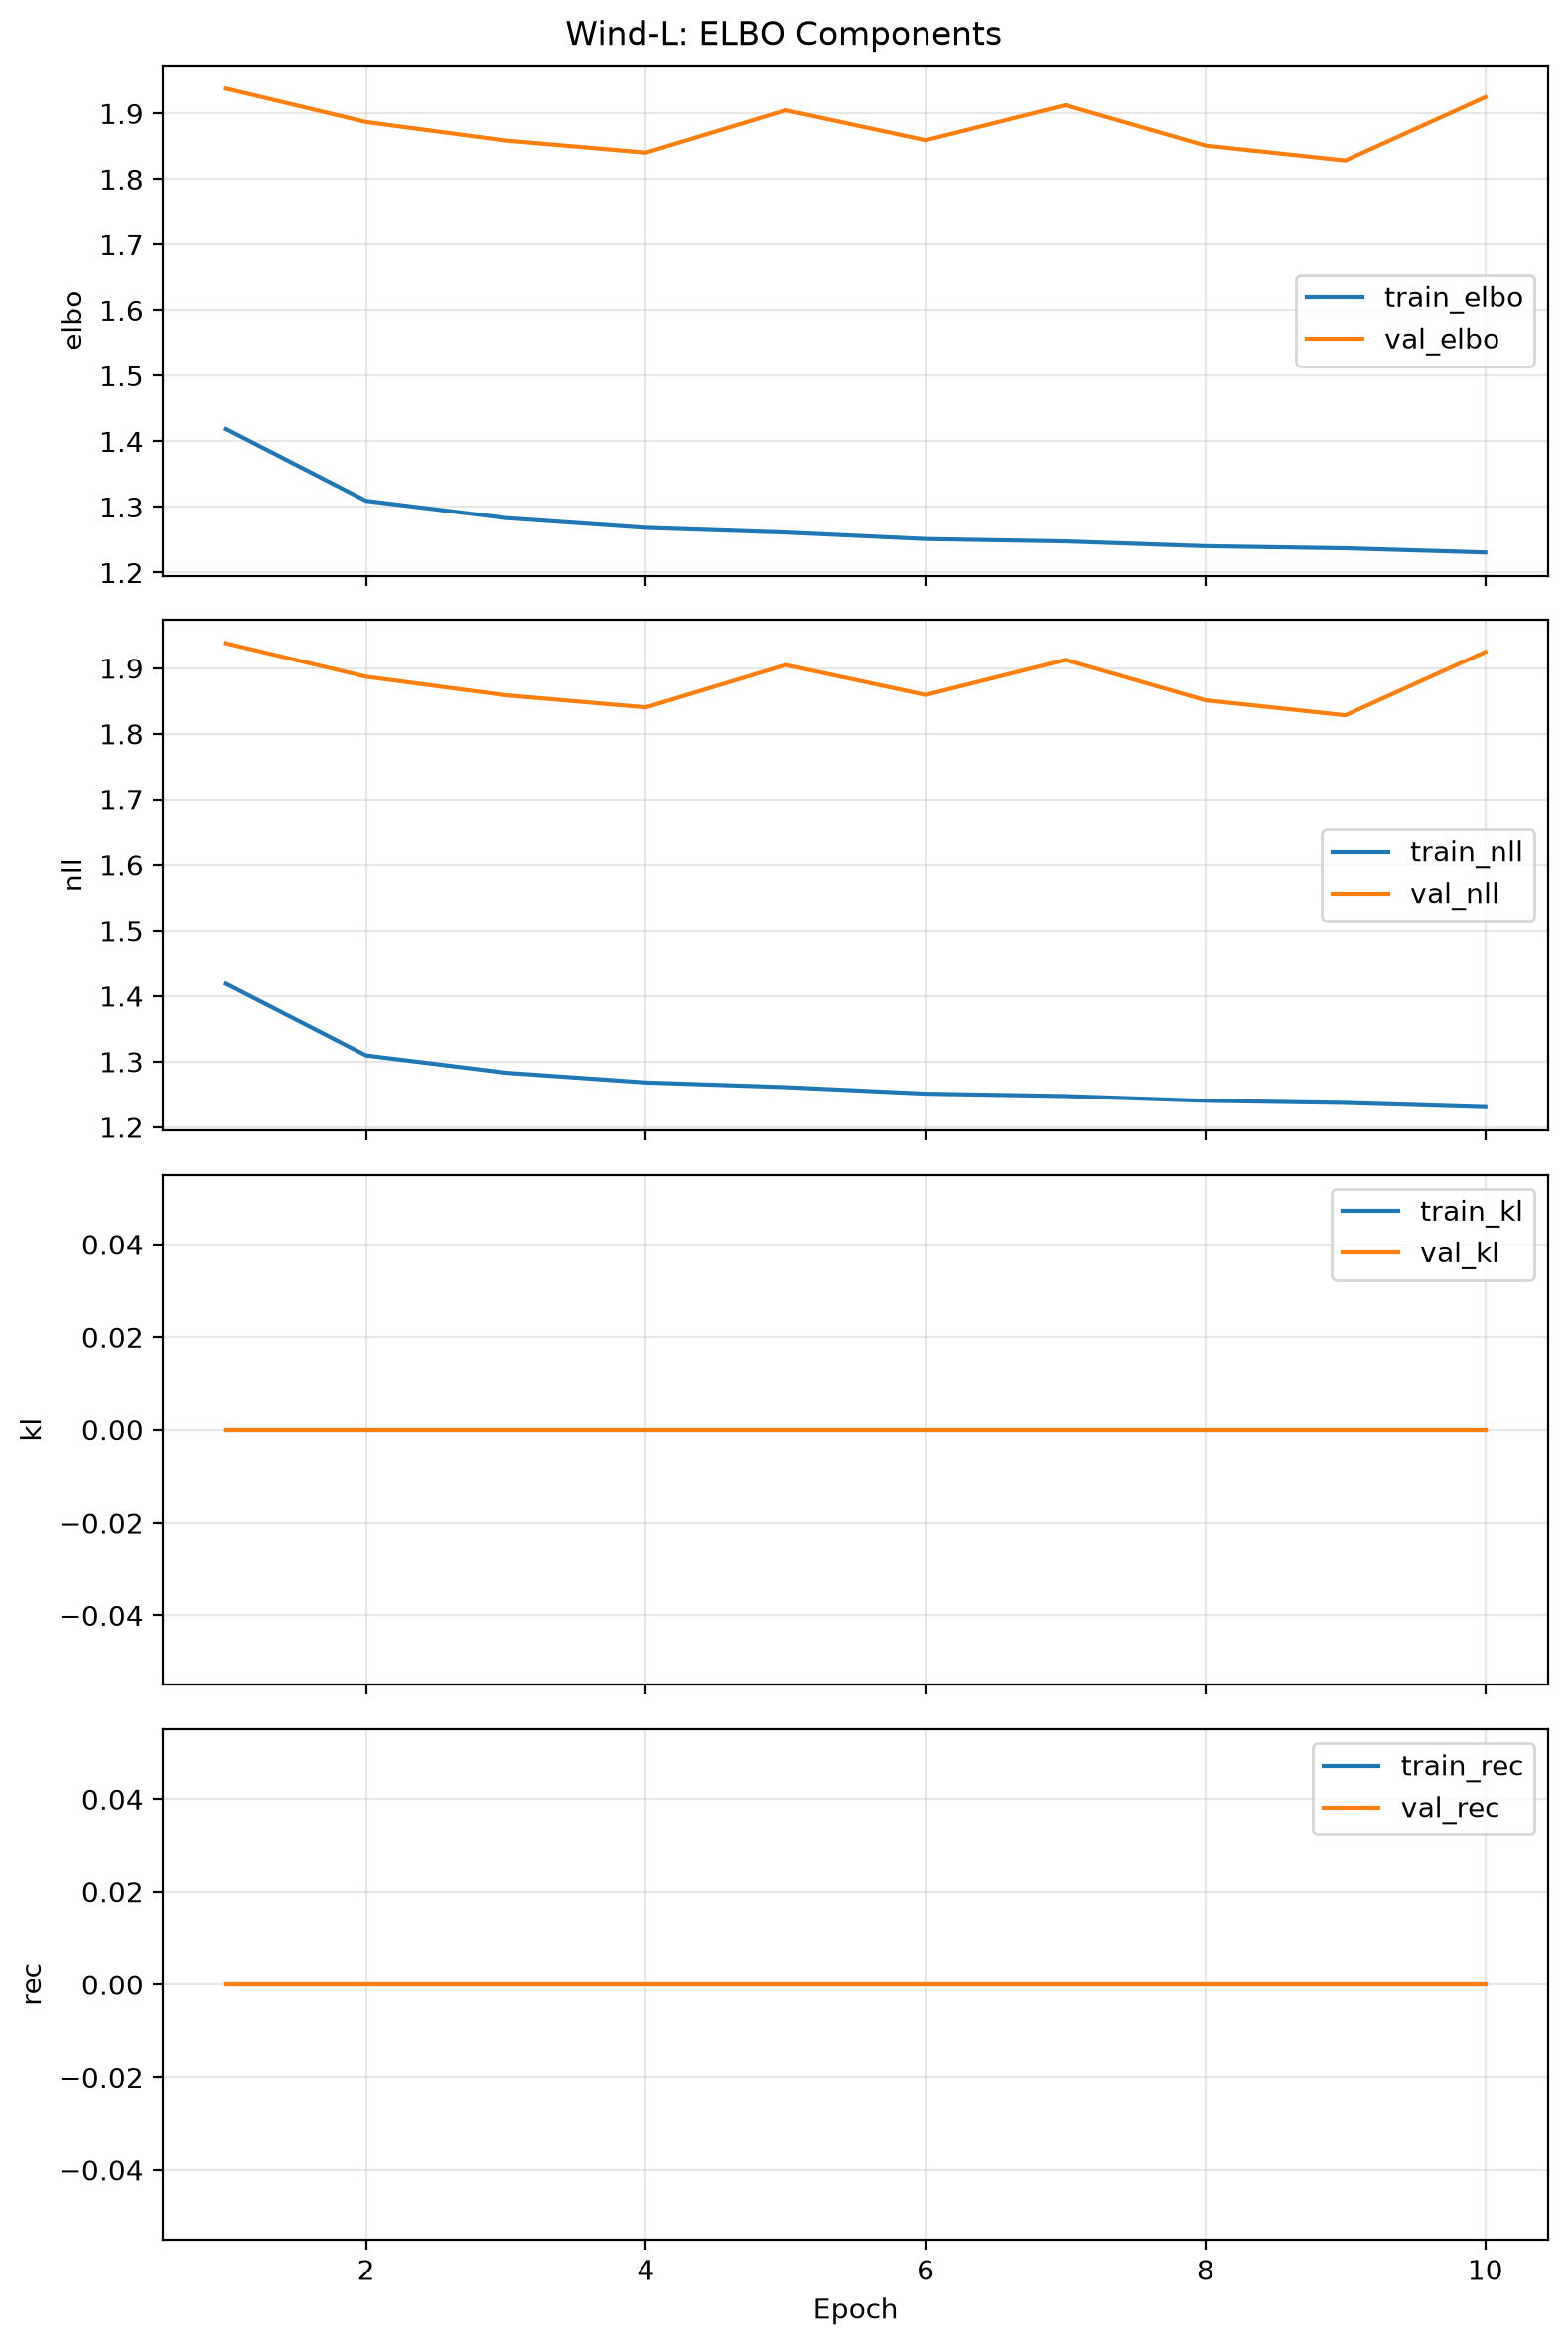 Wind-L: ELBO Components
1.9
1.8
1.7
1.6
1.5
1.4
1.3
1.2
elbo
train_elbo
val_elbo
1.9
1.8
1.7
1.6
1.5
1.4
1.3
1.2
nll
train_nll
val_nll
0.04
0.02
0.00
−0.02
−0.04
kl
train_kl
val_kl
0.04
0.02
0.00
−0.02
−0.04
rec
train_rec
val_rec
2 4 6 8 10
Epoch